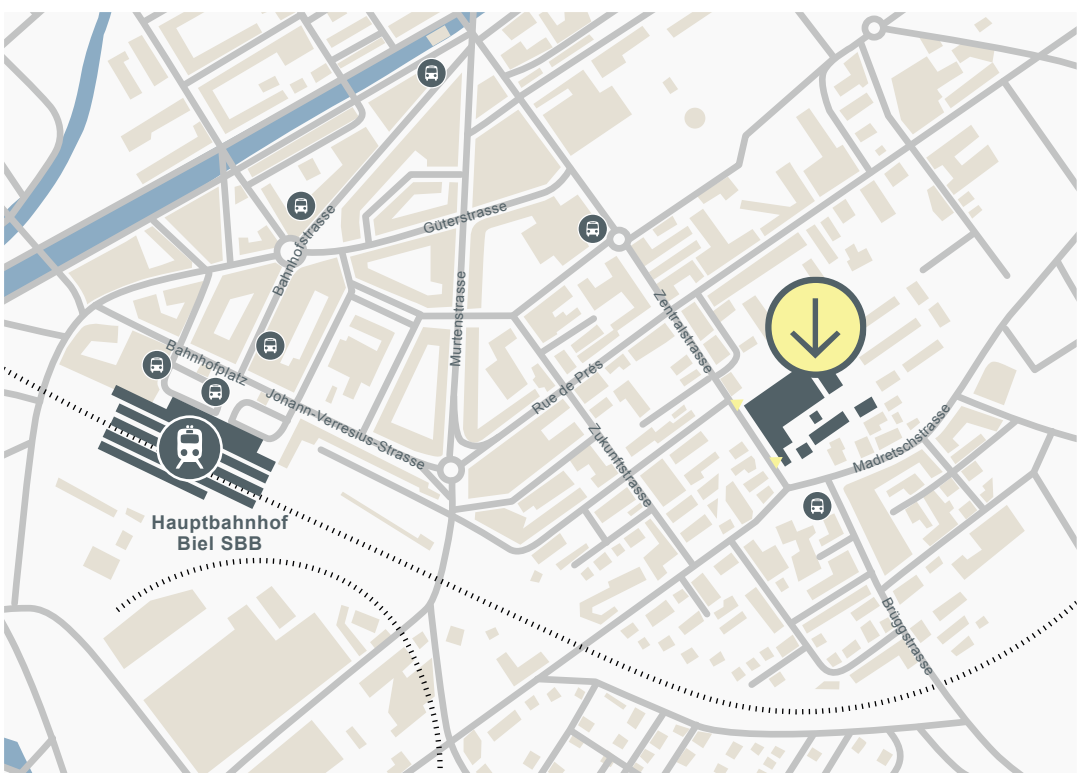 Güterstrasse
Bahnhofstrasse
Zentralstrasse
Murtenstrasse
Bahnhofplatz
Johann-Verresius-Strasse
Rue de Prés
Zukunftstrasse
Madretschstrasse
Hauptbahnhof
Biel SBB
Brüggstrasse